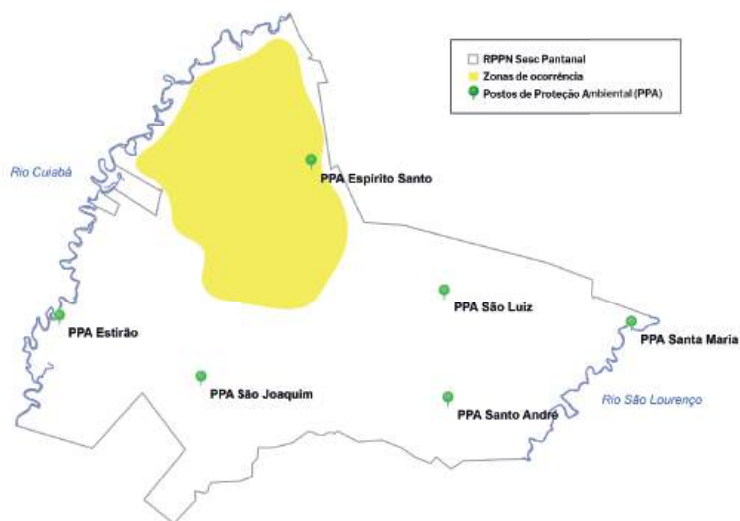 RPPN Sesc Pantanal
Zonas de ocorrência
Postos de Proteção Ambiental (PPA)
Rio Cuiabá
PPA Espirito Santo
PPA São Luiz
PPA Estirão
PPA Santa Maria
PPA São Joaquim
PPA Santo André
Rio São Lourenço